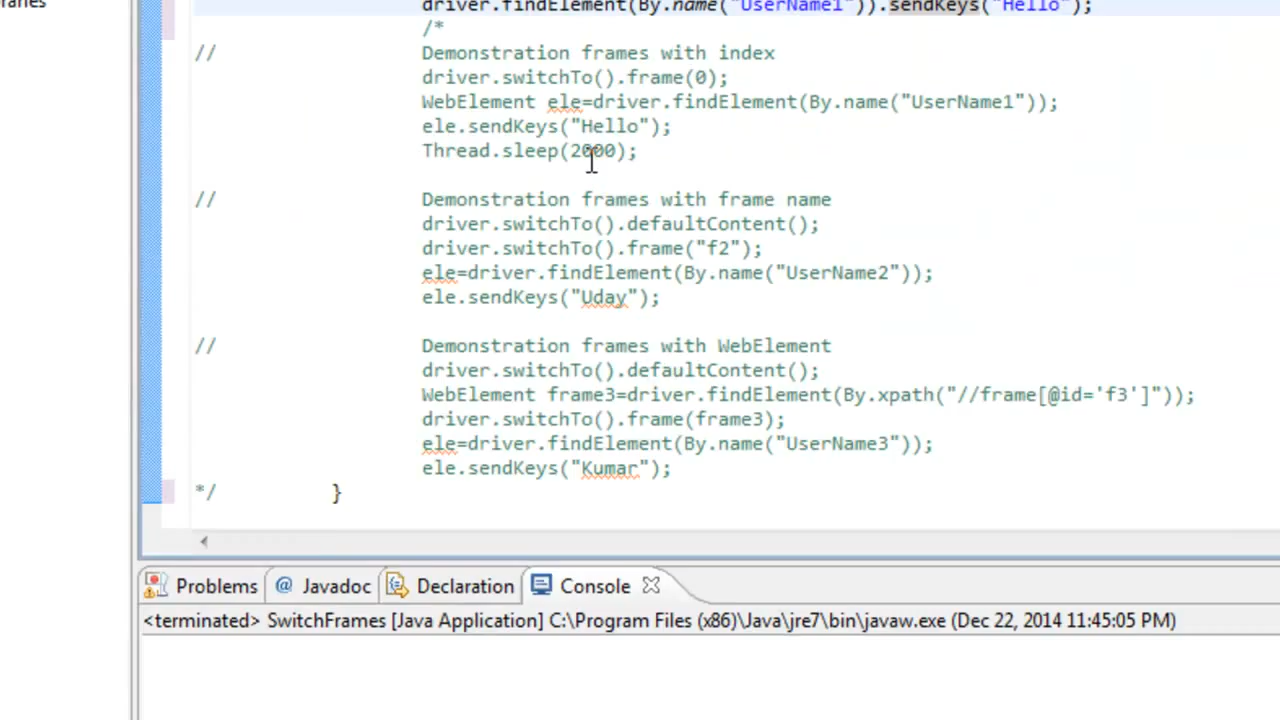 raries
driver.findElement(By.name("UserName1")).sendKeys("Hello");
/*
// Demonstration frames with index
driver.switchTo().frame(0);
WebElement ele=driver.findElement(By.name("UserName1"));
ele.sendKeys("Hello");
Thread.sleep(2000);
// Demonstration frames with frame name
driver.switchTo().defaultContent();
driver.switchTo().frame("f2");
ele=driver.findElement(By.name("UserName2"));
ele.sendKeys("Uday");
// Demonstration frames with WebElement
driver.switchTo().defaultContent();
WebElement frame3=driver.findElement(By.xpath("//frame[@id='f3']"));
driver.switchTo().frame(frame3);
ele=driver.findElement(By.name("UserName3"));
ele.sendKeys("Kumar");
*/ }
Problems @ Javadoc Declaration Console
<terminated> SwitchFrames [Java Application] C:\Program Files (x86)\Java\jre7\bin\javaw.exe (Dec 22, 2014 11:45:05 PM)